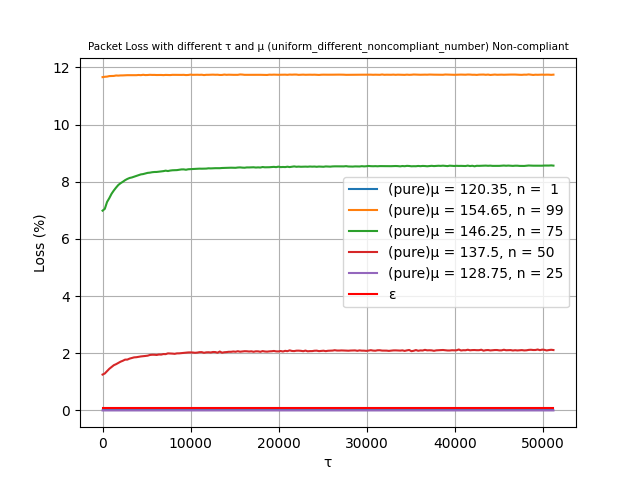 Packet Loss with different τ and μ (uniform_different_noncompliant_number) Non-compliant
12
10
8
6
4
2
0
Loss (%)
(pure)μ = 120.35, n =  1
(pure)μ = 154.65, n = 99
(pure)μ = 146.25, n = 75
(pure)μ = 137.5, n = 50
(pure)μ = 128.75, n = 25
ε
0 10000 20000 30000 40000 50000
τ